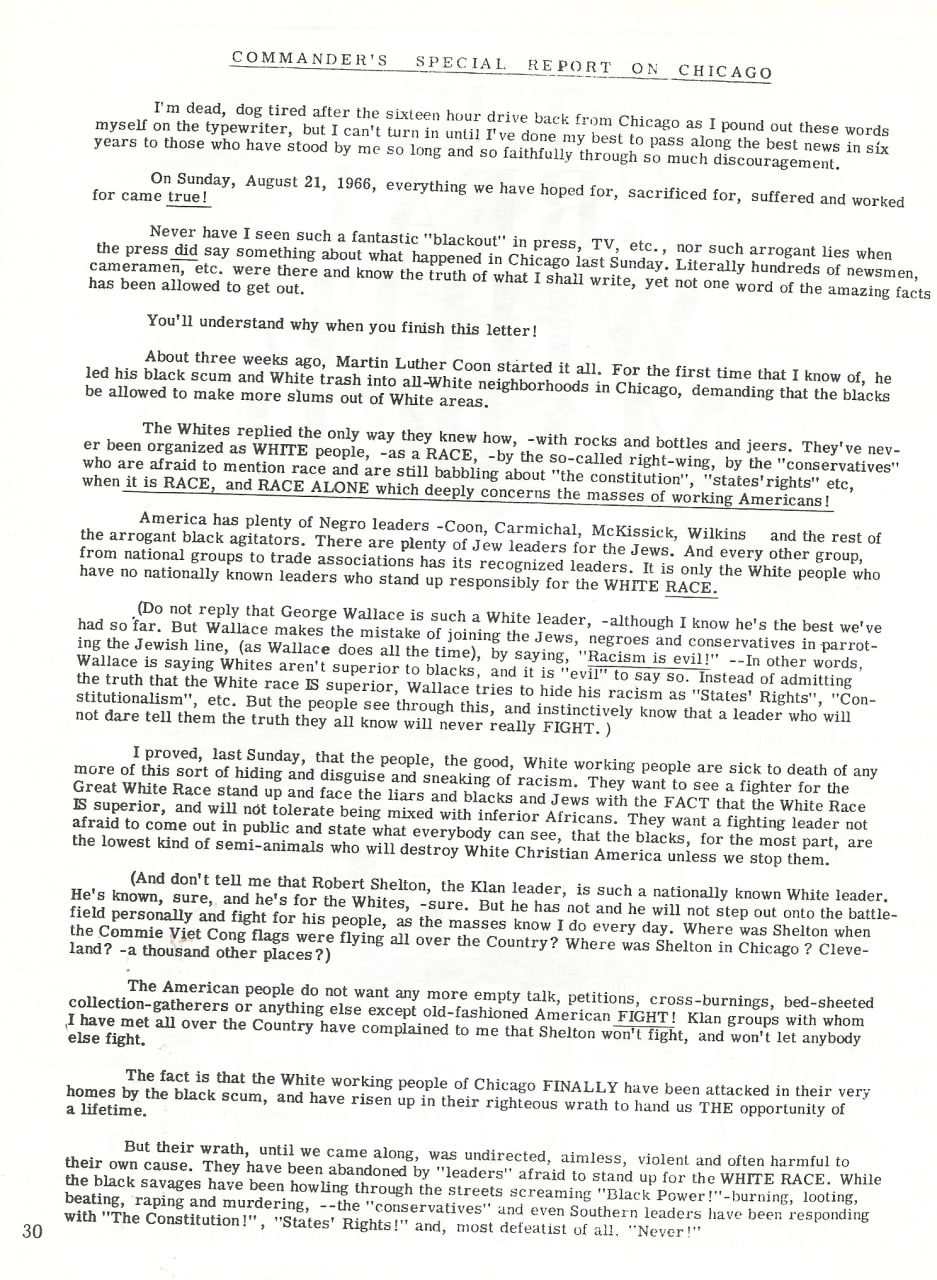 COMMANDER'S SPECIAL REPORT ON CHICAGO
I'm dead, dog tired after the sixteen hour drive back from Chicago as I pound out these words
myself on the typewriter, but I can't turn in until I've done my best to pass along the best news in six
years to those who have stood by me so long and so faithfully through so much discouragement.
On Sunday, August 21, 1966, everything we have hoped for, sacrificed for, suffered and worked
for came true!
Never have I seen such a fantastic "blackout" in press, TV, etc., nor such arrogant lies when
the press did say something about what happened in Chicago last Sunday. Literally hundreds of newsmen,
cameramen, etc. were there and know the truth of what I shall write, yet not one word of the amazing facts
has been allowed to get out.
You'll understand why when you finish this letter!
About three weeks ago, Martin Luther Coon started it all. For the first time that I know of, he
led his black scum and White trash into all-White neighborhoods in Chicago, demanding that the blacks
be allowed to make more slums out of White areas.
The Whites replied the only way they knew how, -with rocks and bottles and jeers. They've nev-
er been organized as WHITE people, -as a RACE, -by the so-called right-wing, by the "conservatives"
who are afraid to mention race and are still babbling about "the constitution", "states'rights" etc,
when it is RACE, and RACE ALONE which deeply concerns the masses of working Americans!
America has plenty of Negro leaders -Coon, Carmichal, McKissick, Wilkins and the rest of
the arrogant black agitators. There are plenty of Jew leaders for the Jews. And every other group,
from national groups to trade associations has its recognized leaders. It is only the White people who
have no nationally known leaders who stand up responsibly for the WHITE RACE.
(Do not reply that George Wallace is such a White leader, -although I know he's the best we've
had so far. But Wallace makes the mistake of joining the Jews, negroes and conservatives in parrot-
ing the Jewish line, (as Wallace does all the time), by saying, "Racism is evil!" --In other words,
Wallace is saying Whites aren't superior to blacks, and it is "evil" to say so. Instead of admitting
the truth that the White race IS superior, Wallace tries to hide his racism as "States' Rights", "Con-
stitutionalism", etc. But the people see through this, and instinctively know that a leader who will
not dare tell them the truth they all know will never really FIGHT. )
I proved, last Sunday, that the people, the good, White working people are sick to death of any
more of this sort of hiding and disguise and sneaking of racism. They want to see a fighter for the
Great White Race stand up and face the liars and blacks and Jews with the FACT that the White Race
IS superior, and will not tolerate being mixed with inferior Africans. They want a fighting leader not
afraid to come out in public and state what everybody can see, that the blacks, for the most part, are
the lowest kind of semi-animals who will destroy White Christian America unless we stop them.
(And don't tell me that Robert Shelton, the Klan leader, is such a nationally known White leader.
He's known, sure, and he's for the Whites, -sure. But he has not and he will not step out onto the battle-
field personally and fight for his people, as the masses know I do every day. Where was Shelton when
the Commie Viet Cong flags were flying all over the Country? Where was Shelton in Chicago ? Cleve-
land? -a thousand other places?)
The American people do not want any more empty talk, petitions, cross-burnings, bed-sheeted
collection-gatherers or anything else except old-fashioned American FIGHT! Klan groups with whom
I have met all over the Country have complained to me that Shelton won't fight, and won't let anybody
else fight.
The fact is that the White working people of Chicago FINALLY have been attacked in their very
homes by the black scum, and have risen up in their righteous wrath to hand us THE opportunity of
a lifetime.
But their wrath, until we came along, was undirected, aimless, violent and often harmful to
their own cause. They have been abandoned by "leaders" afraid to stand up for the WHITE RACE. While
the black savages have been howling through the streets screaming "Black Power!"-burning, looting,
beating, raping and murdering, --the "conservatives" and even Southern leaders have been responding
with "The Constitution!", "States' Rights!" and, most defeatist of all, "Never!"
30